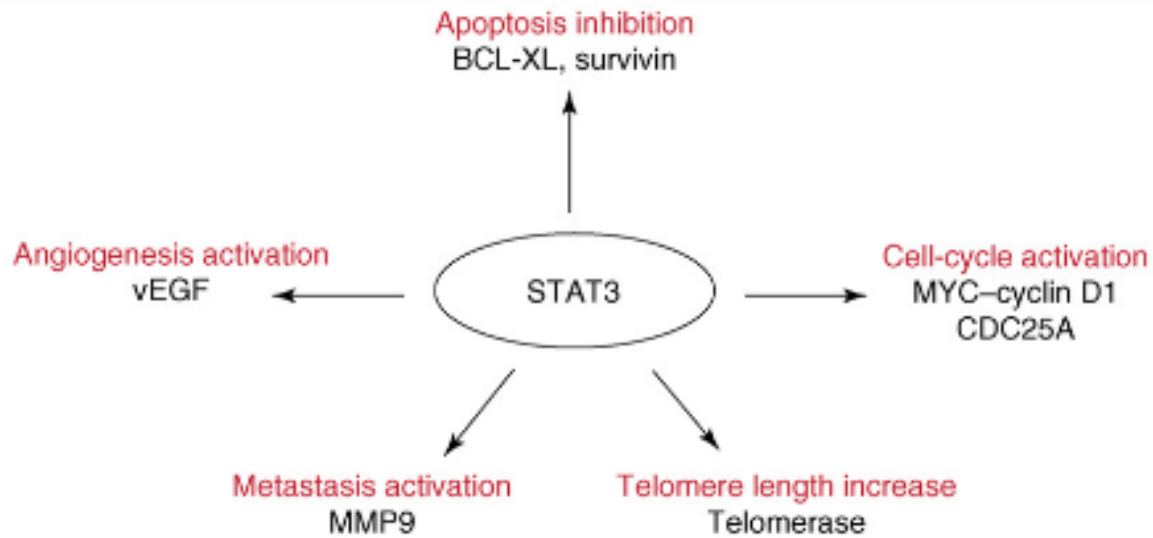 Apoptosis inhibition
BCL-XL, survivin
Angiogenesis activation
vEGF
STAT3
Cell-cycle activation
MYC–cyclin D1
CDC25A
Metastasis activation
MMP9
Telomere length increase
Telomerase